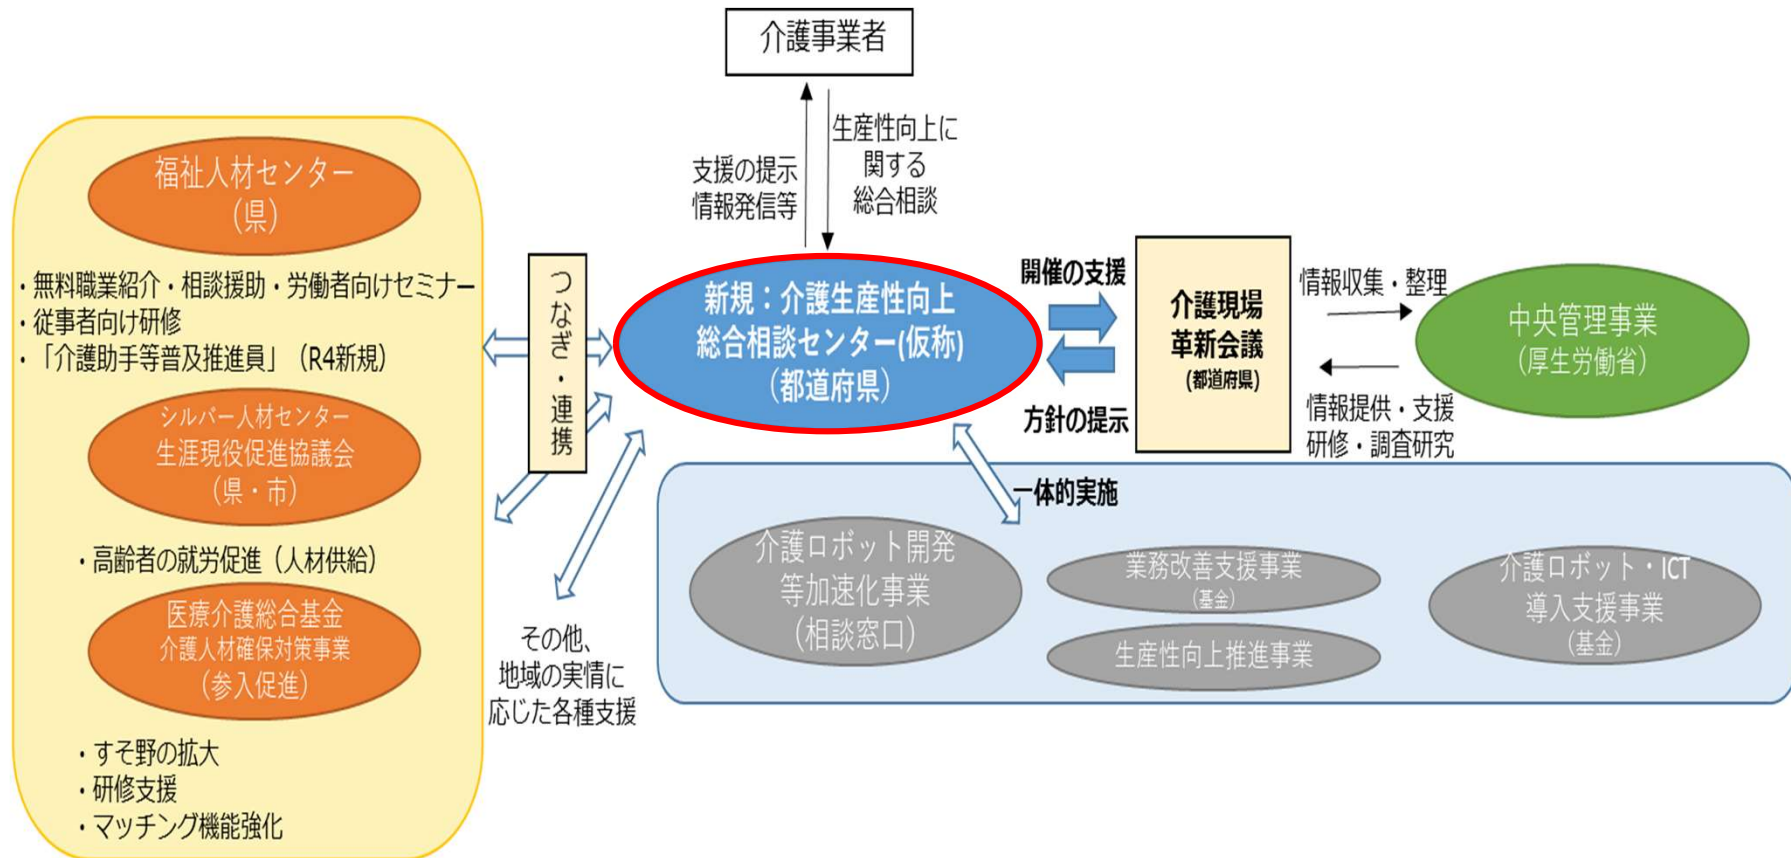 介護事業者
支援の提示
情報発信等
生産性向上に
関する
総合相談
福祉人材センター
(県)
・無料職業紹介・相談援助・労働者向けセミナー
・従事者向け研修
・「介護助手等普及推進員」（R4新規）
シルバー人材センター
生涯現役促進協議会
(県・市)
・高齢者の就労促進（人材供給）
医療介護総合基金
介護人材確保対策事業
(参入促進)
・すそ野の拡大
・研修支援
・マッチング機能強化
つなぎ・連携
新規：介護生産性向上
総合相談センター(仮称)
（都道府県）
開催の支援
方針の提示
介護現場
革新会議
(都道府県)
情報収集・整理
情報提供・支援
研修・調査研究
中央管理事業
(厚生労働省)
その他、
地域の実情に
応じた各種支援
一体的実施
介護ロボット開発
等加速化事業
(相談窓口)
業務改善支援事業
(基金)
生産性向上推進事業
介護ロボット・ICT
導入支援事業
(基金)